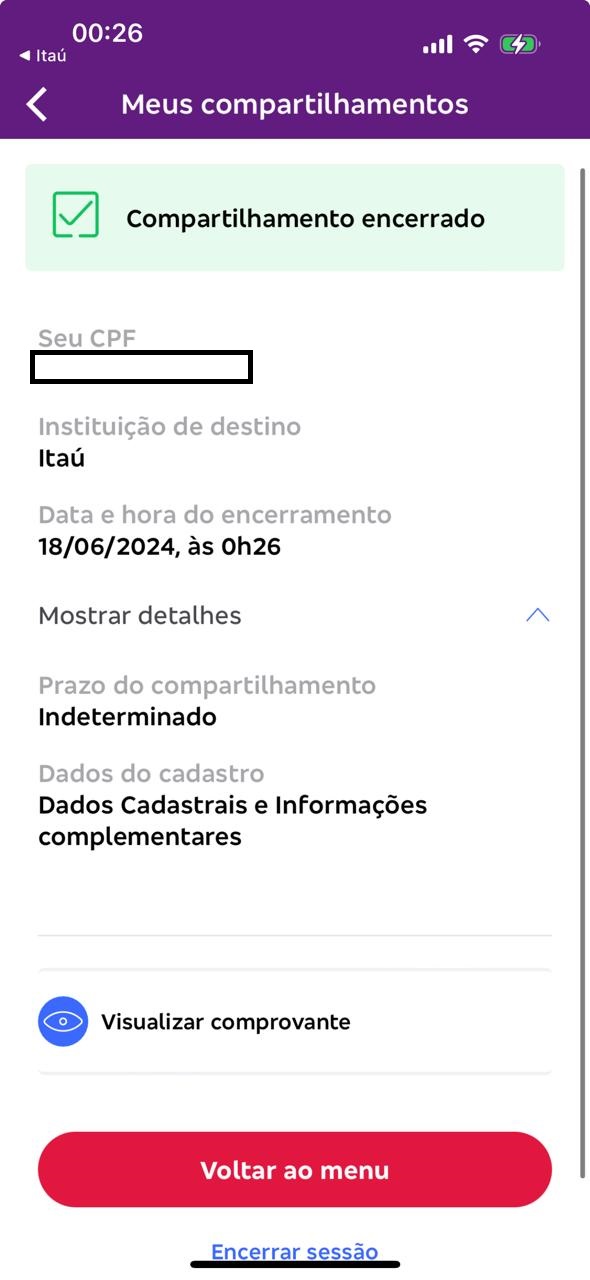 00:26
◀ Itaú
Meus compartilhamentos
Compartilhamento encerrado
Seu CPF
Instituição de destino
Itaú
Data e hora do encerramento
18/06/2024, às 0h26
Mostrar detalhes
Prazo do compartilhamento
Indeterminado
Dados do cadastro
Dados Cadastrais e Informações
complementares
Visualizar comprovante
Voltar ao menu
Encerrar sessão